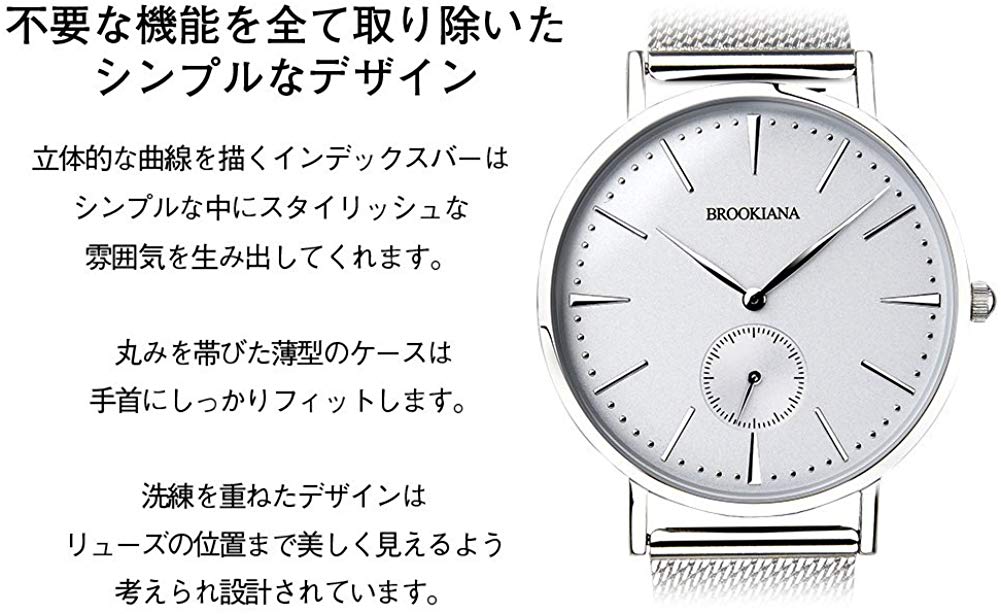 不要な機能を全て取り除いた
シンプルなデザイン
立体的な曲線を描くインデックスバーは
シンプルな中にスタイリッシュな
雰囲気を生み出してくれます。
丸みを帯びた薄型のケースは
手首にしっかりフィットします。
洗練を重ねたデザインは
リューズの位置まで美しく見えるよう
考えられ設計されています。
BROOKIANA